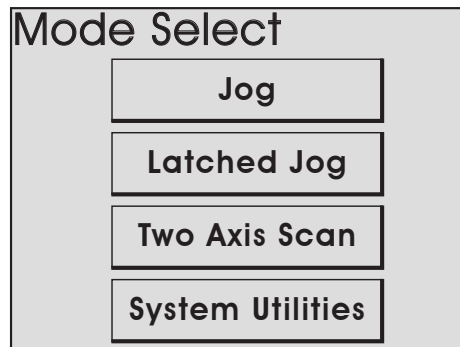 Mode Select
Jog
Latched Jog
Two Axis Scan
System Utilities